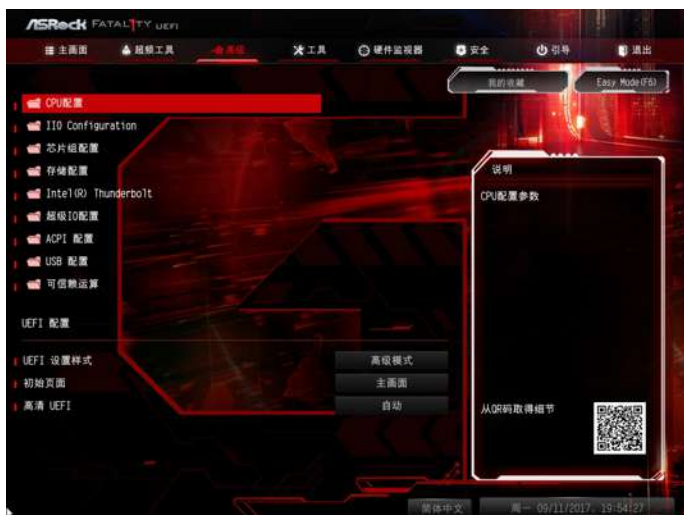 ASRock FATAL1TY UEFI
主画面 超频工具 高级 工具 硬件监视器 安全 引导 退出
我的收藏 Easy Mode(F6)
CPU配置
IIO Configuration
芯片组配置
存储配置
Intel(R) Thunderbolt
超级IO配置
ACPI 配置
USB 配置
可信赖运算
UEFI 配置
UEFI 设置样式 高级模式
初始页面 主画面
高清 UEFI 自动
说明
CPU配置参数
从QR码取得细节
简体中文 周一 09/11/2017. 19:54:27